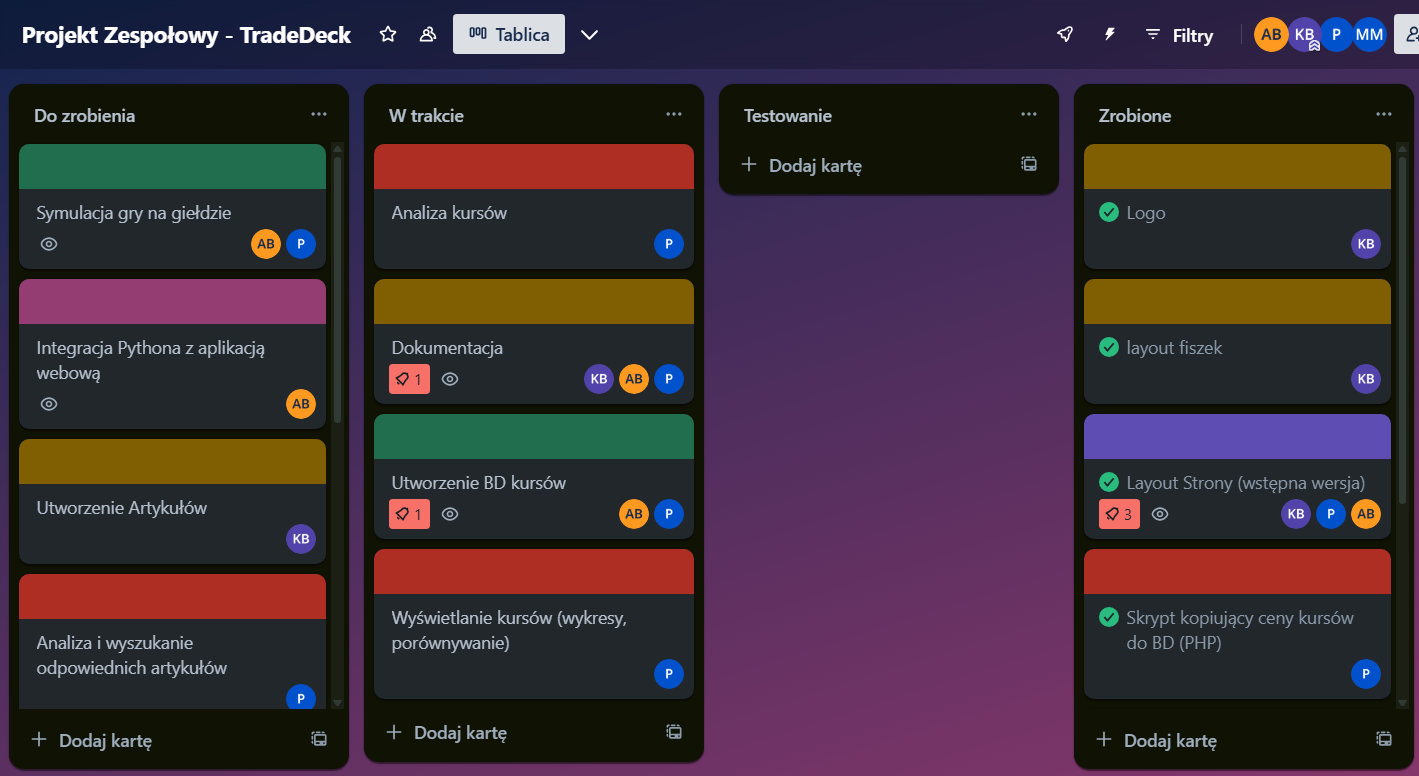 Projekt Zespołowy - TradeDeck
Tablica
Filtry
AB
KB
P
MM
Do zrobienia
Symulacja gry na giełdzie
AB
P
Integracja Pythona z aplikacją
webową
AB
Utworzenie Artykułów
KB
Analiza i wyszukanie
odpowiednich artykułów
P
+ Dodaj kartę
W trakcie
Analiza kursów
P
Dokumentacja
1
KB
AB
P
Utworzenie BD kursów
1
AB
P
Wyświetlanie kursów (wykresy,
porównywanie)
P
+ Dodaj kartę
Testowanie
+ Dodaj kartę
Zrobione
Logo
KB
layout fiszek
KB
Layout Strony (wstępna wersja)
3
KB
P
AB
Skrypt kopiujący ceny kursów
do BD (PHP)
P
+ Dodaj kartę